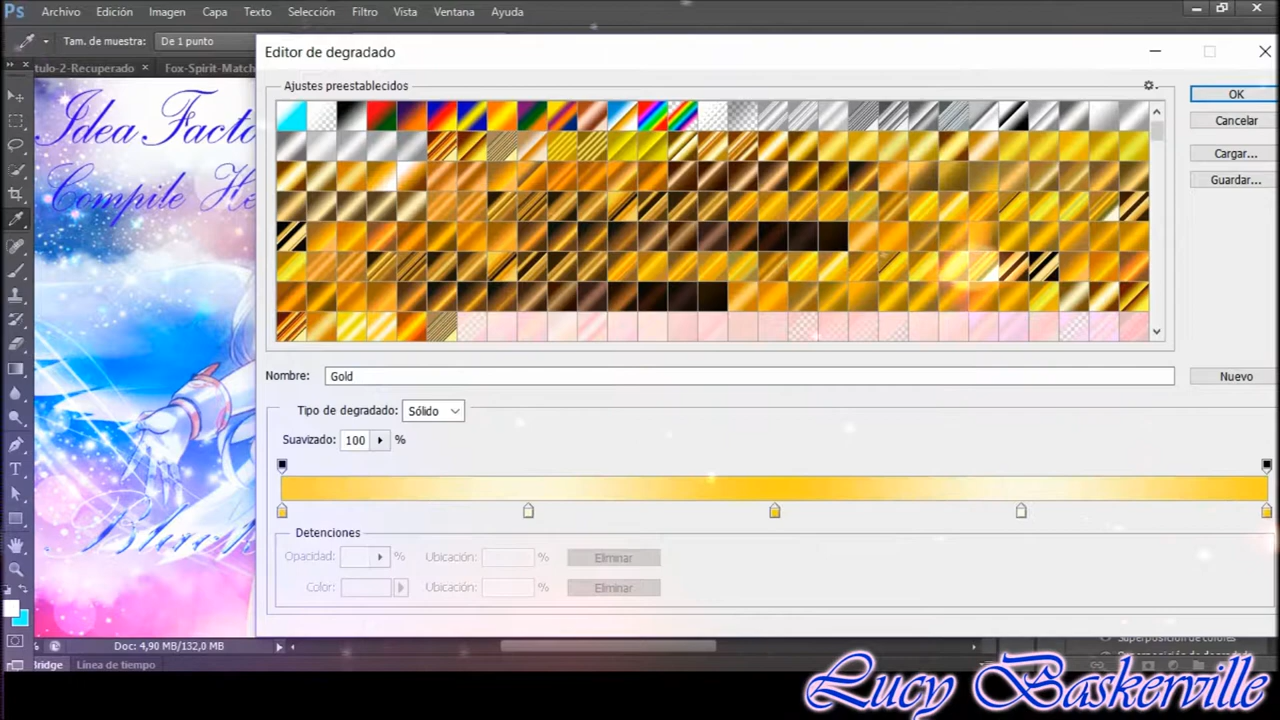 Ps Archivo Edición Imagen Capa Texto Selección Filtro Vista Ventana Ayuda
Tam. de muestra: De 1 punto
tulo-2-Recuperado × Fox-Spirit-Match
Editor de degradado
Ajustes preestablecidos
OK
Cancelar
Cargar...
Guardar...
Idea Facto
Compile He
Nombre: Gold
Nuevo
Tipo de degradado: Sólido
Suavizado: 100 %
Detenciones
Opacidad: % Ubicación: % Eliminar
Color: Ubicación: % Eliminar
% Doc: 4,90 MB/132,0 MB
Superposición de colores
Bridge Línea de tiempo
Lucy Baskerville